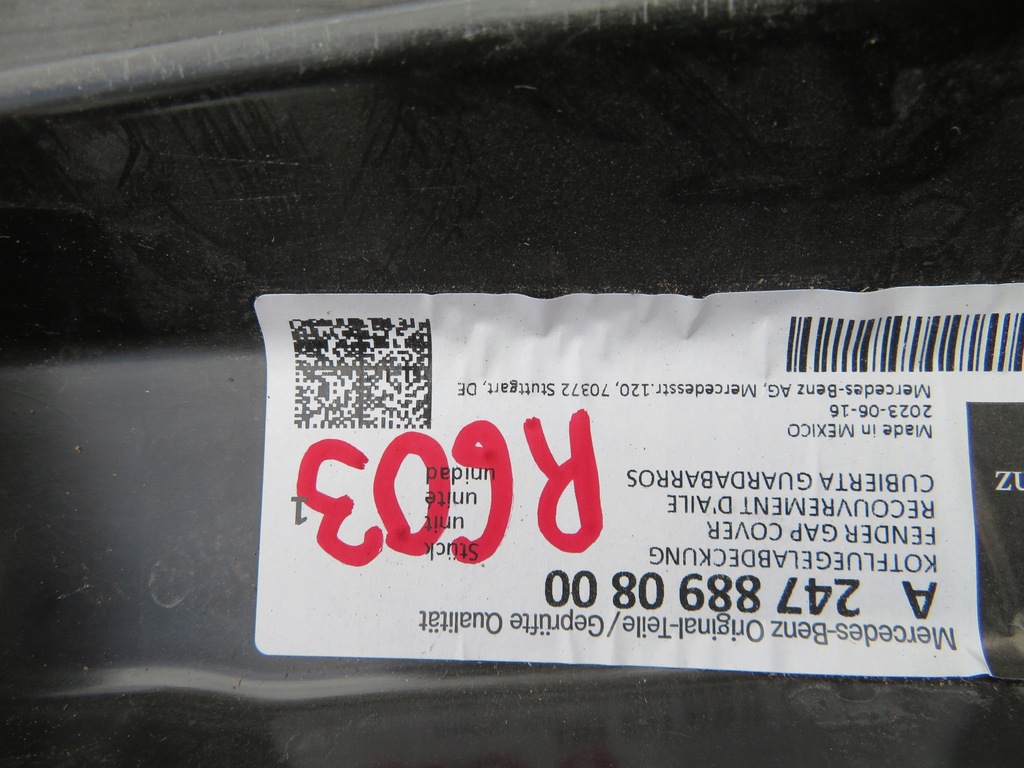 Mercedes-Benz Original-Teile/Geprüfte Qualität
A 247 889 08 00
KOTFLUEGELABDECKUNG
FENDER GAP COVER
RECOUVREMENT D'AILE
CUBIERTA GUARDABARROS
Stück
unit
unité
unidad
1
R603
Made in MEXICO
2023-06-16
Mercedes-Benz AG, Mercedesstr.120, 70372 Stuttgart, DE